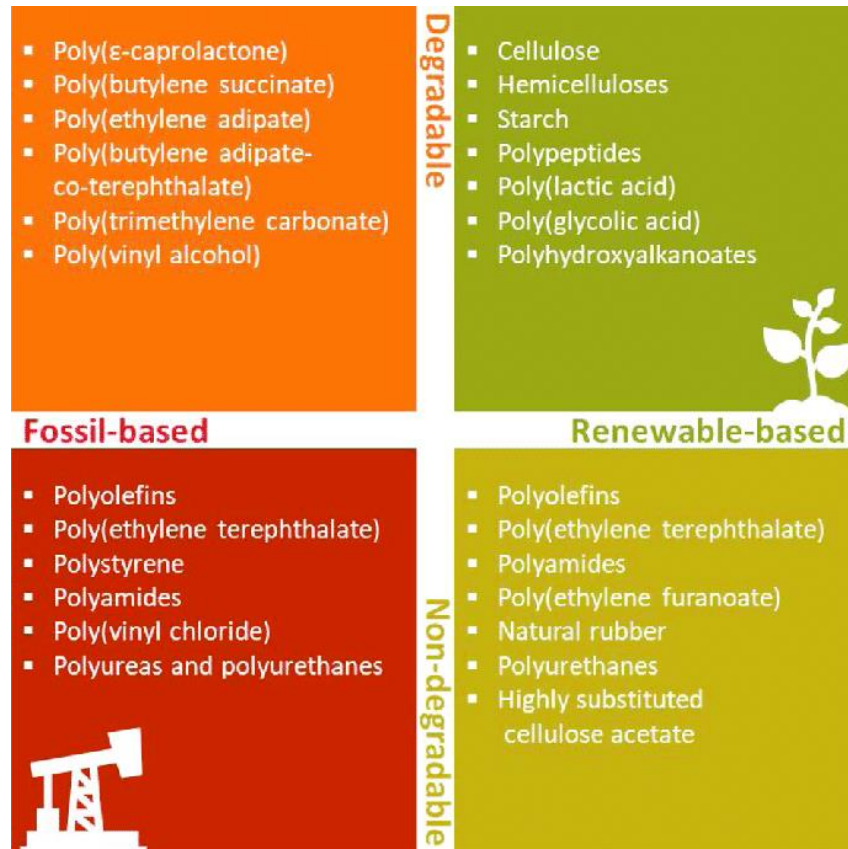 ▪ Poly(ε-caprolactone)
▪ Poly(butylene succinate)
▪ Poly(ethylene adipate)
▪ Poly(butylene adipate-
co-terephthalate)
▪ Poly(trimethylene carbonate)
▪ Poly(vinyl alcohol)
Degradable
▪ Cellulose
▪ Hemicelluloses
▪ Starch
▪ Polypeptides
▪ Poly(lactic acid)
▪ Poly(glycolic acid)
▪ Polyhydroxyalkanoates
Fossil-based
Renewable-based
▪ Polyolefins
▪ Poly(ethylene terephthalate)
▪ Polystyrene
▪ Polyamides
▪ Poly(vinyl chloride)
▪ Polyureas and polyurethanes
Non-degradable
▪ Polyolefins
▪ Poly(ethylene terephthalate)
▪ Polyamides
▪ Poly(ethylene furanoate)
▪ Natural rubber
▪ Polyurethanes
▪ Highly substituted
cellulose acetate